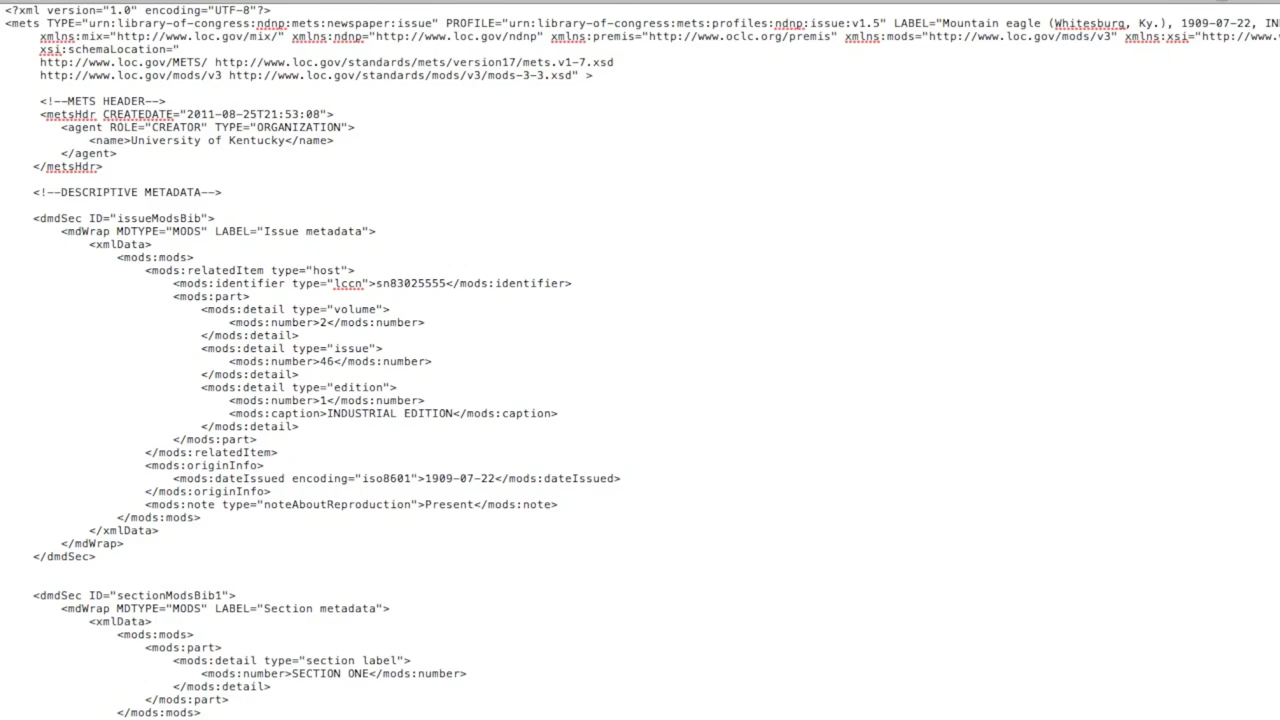 <?xml version="1.0" encoding="UTF-8"?>
<mets TYPE="urn:library-of-congress:ndnp:mets:newspaper:issue" PROFILE="urn:library-of-congress:mets:profiles:ndnp:issue:v1.5" LABEL="Mountain eagle (Whitesburg, Ky.), 1909-07-22,
xmlns:mix="http://www.loc.gov/mix/" xmlns:ndnp="http://www.loc.gov/ndnp" xmlns:premis="http://www.oclc.org/premis" xmlns:mods="http://www.loc.gov/mods/v3" xmlns:xsi="http://www.
xsi:schemaLocation="
http://www.loc.gov/METS/ http://www.loc.gov/standards/mets/version17/mets.v1-7.xsd
http://www.loc.gov/mods/v3 http://www.loc.gov/standards/mods/v3/mods-3-3.xsd" >
<!--METS HEADER-->
<metsHdr CREATEDATE="2011-08-25T21:53:08">
<agent ROLE="CREATOR" TYPE="ORGANIZATION">
<name>University of Kentucky</name>
</agent>
</metsHdr>
<!--DESCRIPTIVE METADATA-->
<dmdSec ID="issueModsBib">
<mdWrap MDTYPE="MODS" LABEL="Issue metadata">
<xmlData>
<mods:mods>
<mods:relatedItem type="host">
<mods:identifier type="lccn">sn83025555</mods:identifier>
<mods:part>
<mods:detail type="volume">
<mods:number>2</mods:number>
</mods:detail>
<mods:detail type="issue">
<mods:number>46</mods:number>
</mods:detail>
<mods:detail type="edition">
<mods:number>1</mods:number>
<mods:caption>INDUSTRIAL EDITION</mods:caption>
</mods:detail>
</mods:part>
</mods:relatedItem>
<mods:originInfo>
<mods:dateIssued encoding="iso8601">1909-07-22</mods:dateIssued>
</mods:originInfo>
<mods:note type="noteAboutReproduction">Present</mods:note>
</mods:mods>
</xmlData>
</mdWrap>
</dmdSec>
<dmdSec ID="sectionModsBib1">
<mdWrap MDTYPE="MODS" LABEL="Section metadata">
<xmlData>
<mods:mods>
<mods:part>
<mods:detail type="section label">
<mods:number>SECTION ONE</mods:number>
</mods:detail>
</mods:part>
</mods:mods>